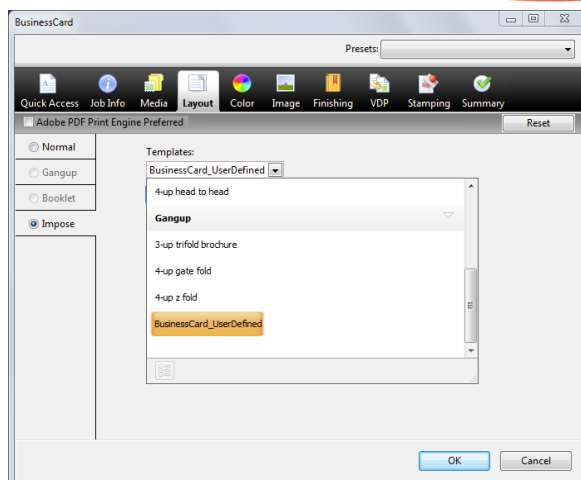 BusinessCard
Presets:
Quick Access Job Info Media Layout Color Image Finishing VDP Stamping Summary
Adobe PDF Print Engine Preferred Reset
Normal
Gangup
Booklet
Impose
Templates:
BusinessCard_UserDefined
4-up head to head
Gangup
3-up trifold brochure
4-up gate fold
4-up z fold
BusinessCard_UserDefined
OK Cancel